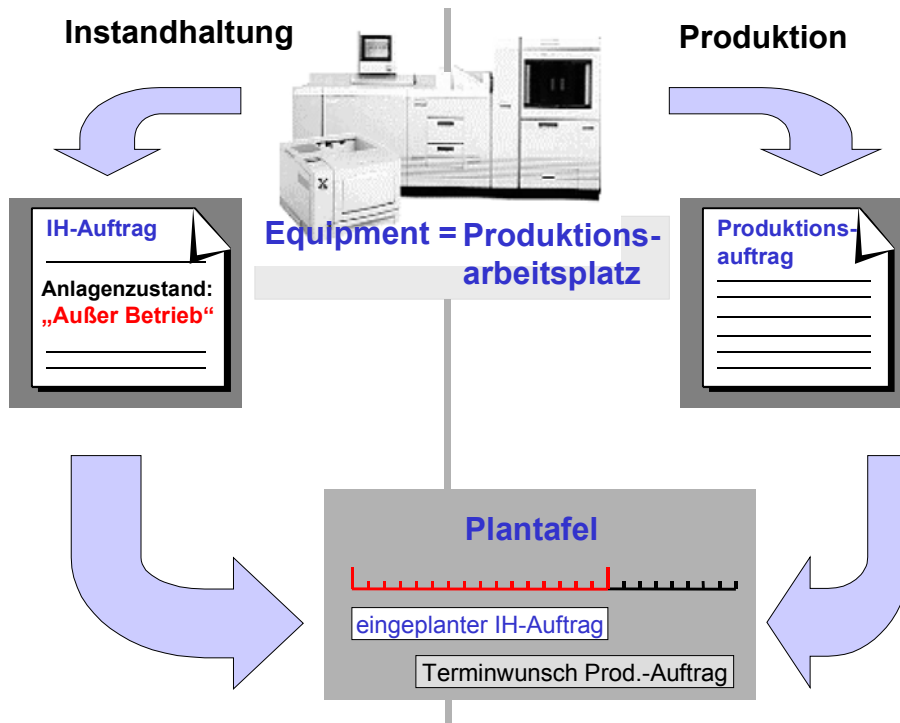 Instandhaltung
Produktion
IH-Auftrag
Anlagenzustand:
„Außer Betrieb“
Equipment = Produktions-
arbeitsplatz
Produktions-
auftrag
Plantafel
eingeplanter IH-Auftrag
Terminwunsch Prod.-Auftrag